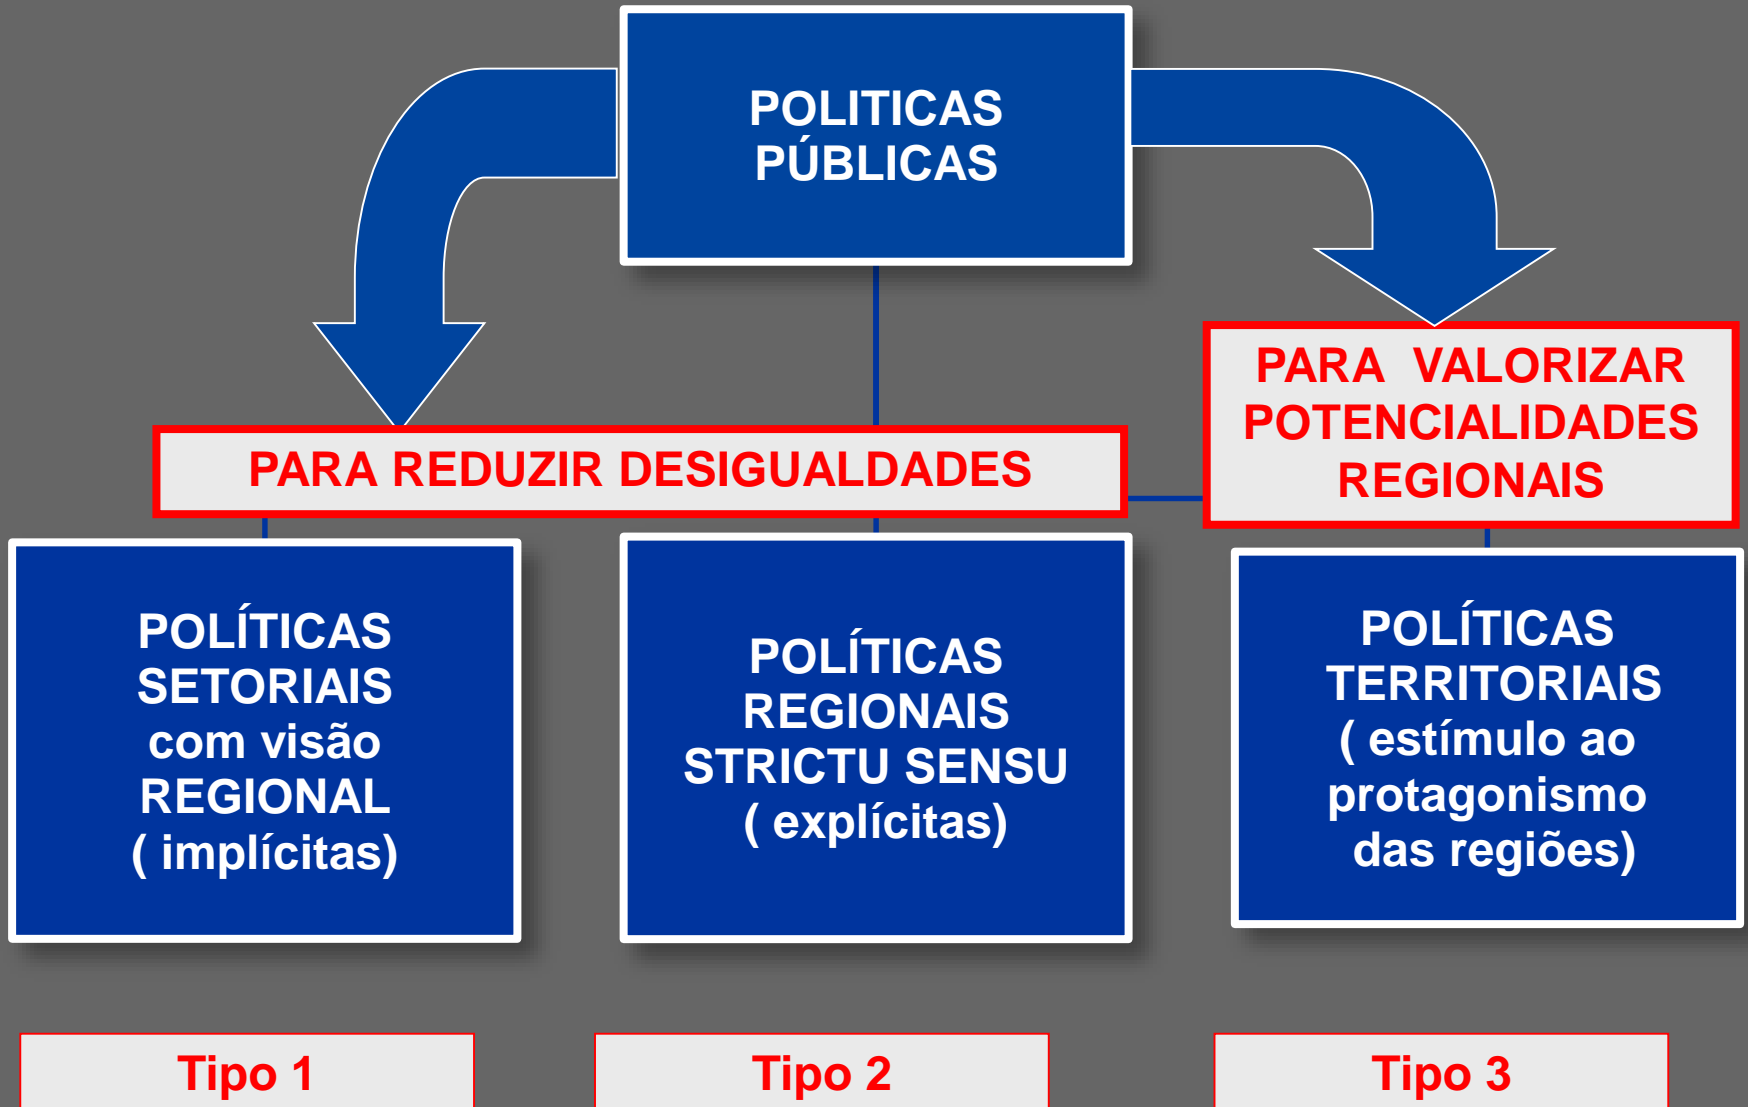 POLITICAS
PÚBLICAS
PARA REDUZIR DESIGUALDADES
PARA VALORIZAR
POTENCIALIDADES
REGIONAIS
POLÍTICAS
SETORIAIS
com visão
REGIONAL
( implícitas)
POLÍTICAS
REGIONAIS
STRICTU SENSU
( explícitas)
POLÍTICAS
TERRITORIAIS
( estímulo ao
protagonismo
das regiões)
Tipo 1
Tipo 2
Tipo 3